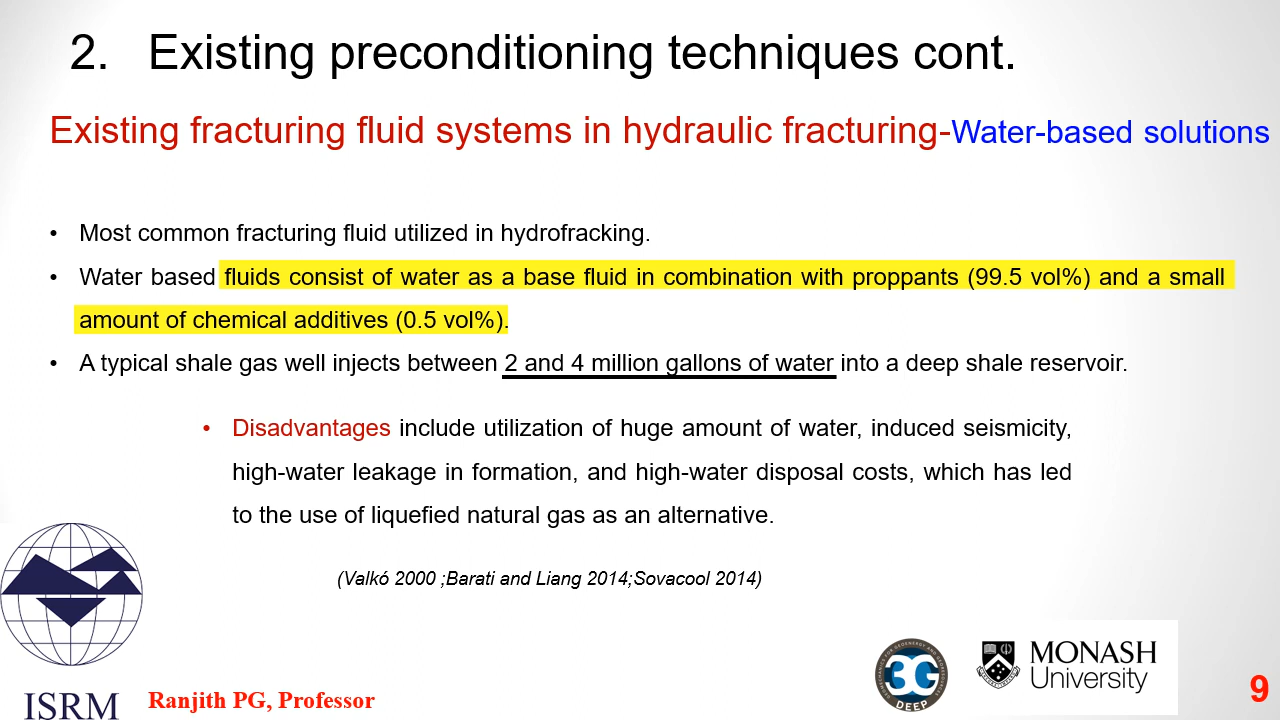 2. Existing preconditioning techniques cont.
Existing fracturing fluid systems in hydraulic fracturing-Water-based solutions
• Most common fracturing fluid utilized in hydrofracking.
• Water based fluids consist of water as a base fluid in combination with proppants (99.5 vol%) and a small
amount of chemical additives (0.5 vol%).
• A typical shale gas well injects between 2 and 4 million gallons of water into a deep shale reservoir.
• Disadvantages include utilization of huge amount of water, induced seismicity,
high-water leakage in formation, and high-water disposal costs, which has led
to the use of liquefied natural gas as an alternative.
(Valkó 2000 ;Barati and Liang 2014;Sovacool 2014)
ISRM
Ranjith PG, Professor
3G
DEEP
MONASH
University
9